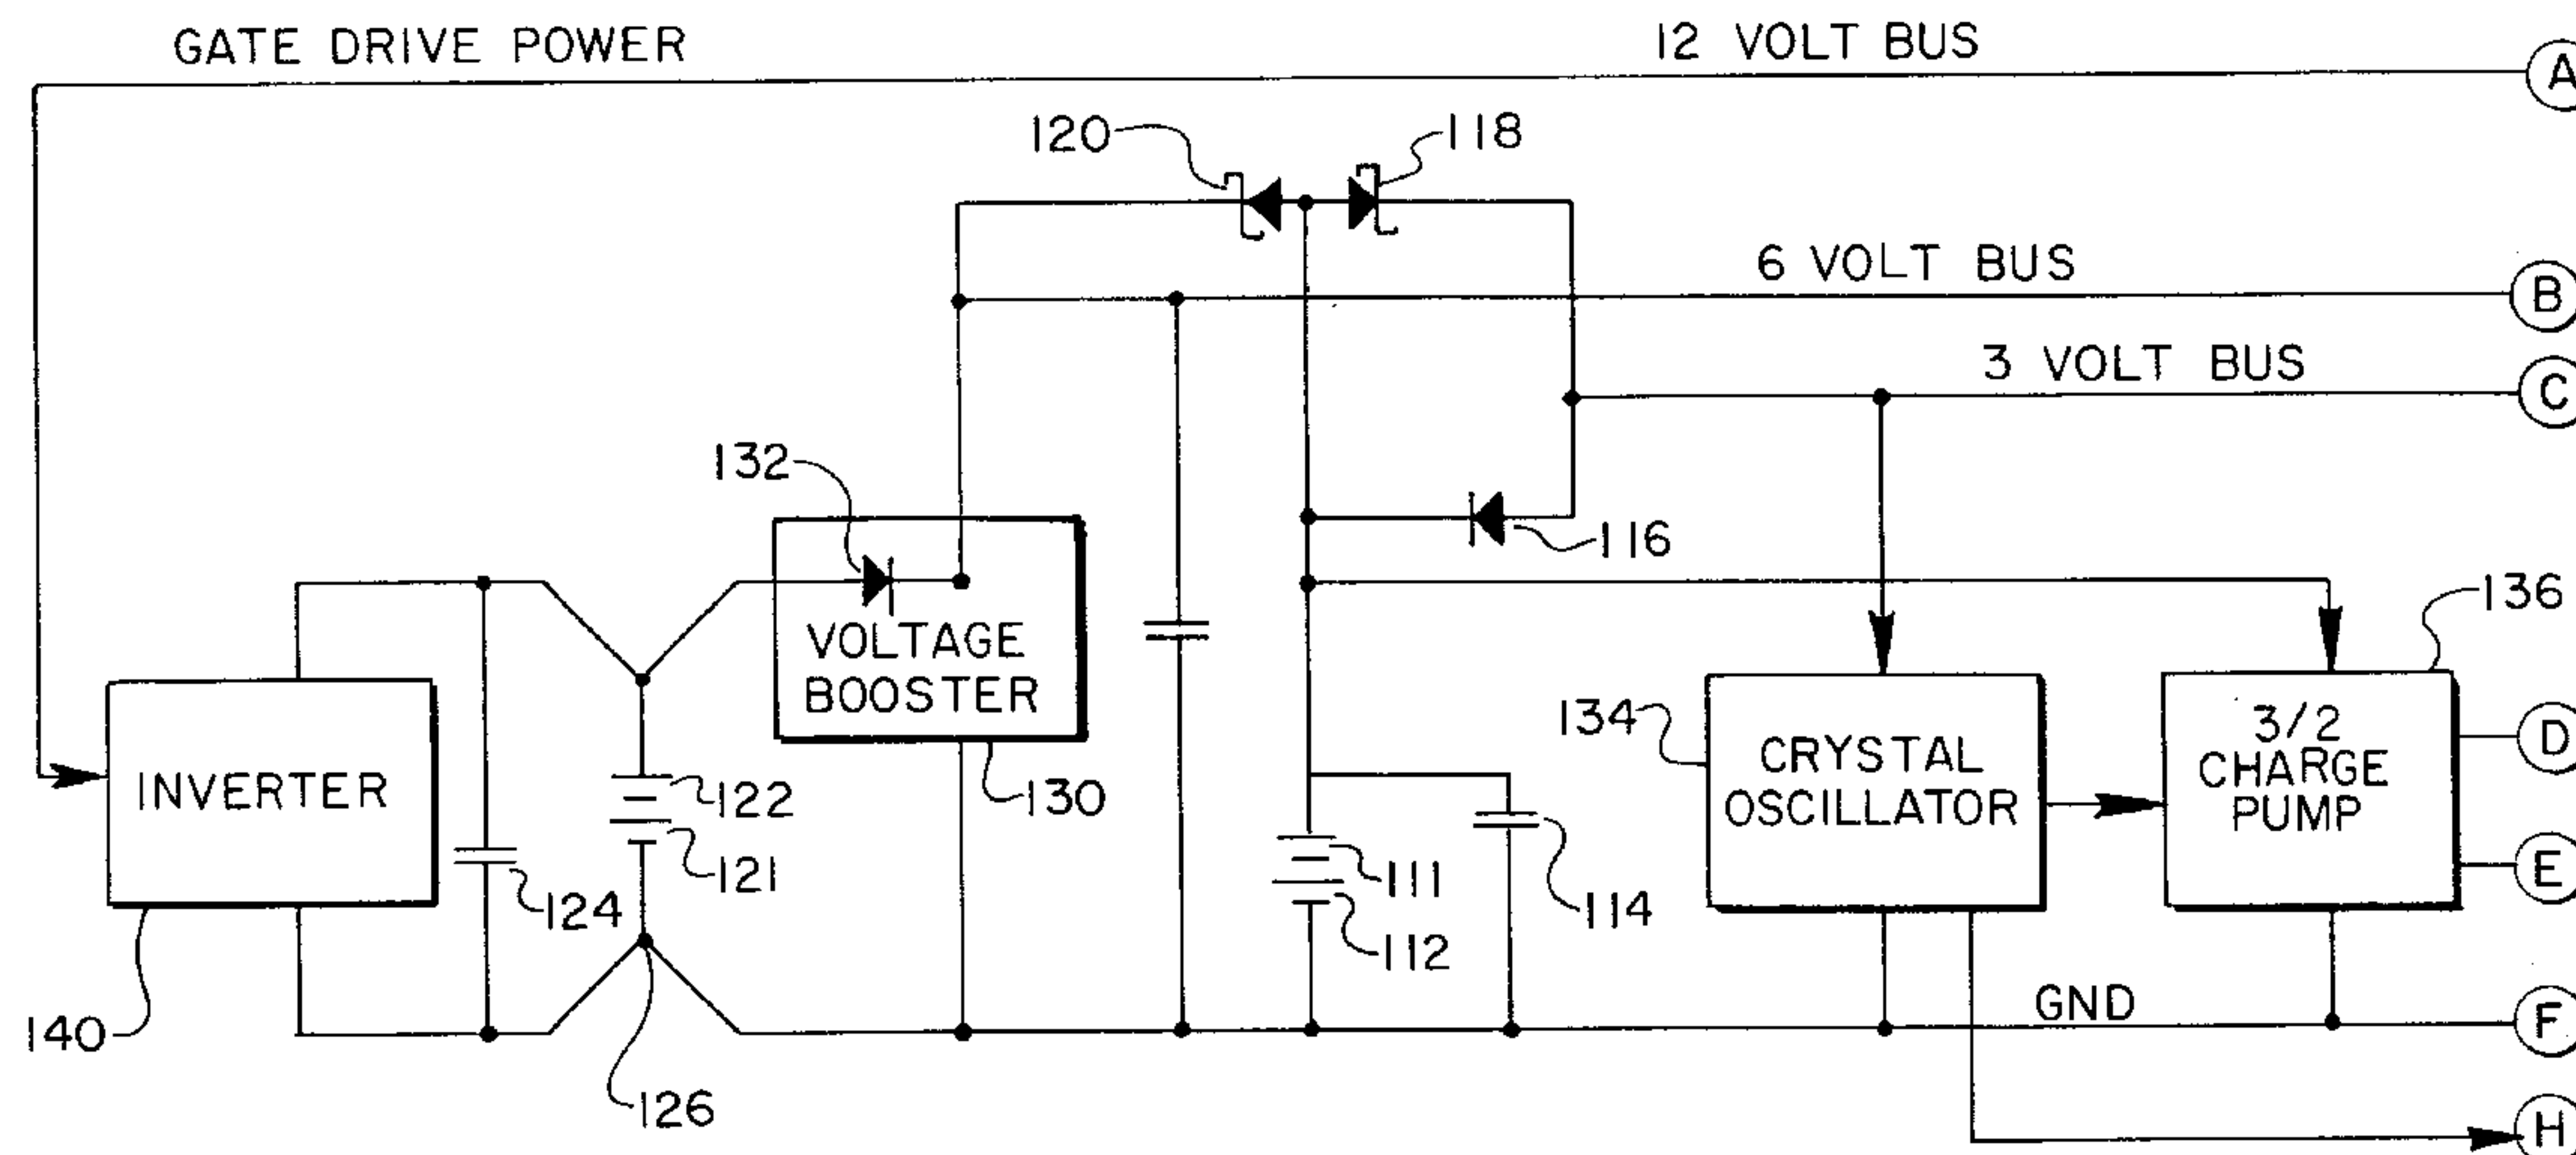 GATE DRIVE POWER
12 VOLT BUS
A
120
118
6 VOLT BUS
B
3 VOLT BUS
C
132
116
136
VOLTAGE
BOOSTER
134
3/2
CHARGE
PUMP
D
CRYSTAL
OSCILLATOR
INVERTER
122
130
121
111
E
124
114
112
GND
F
140
126
H